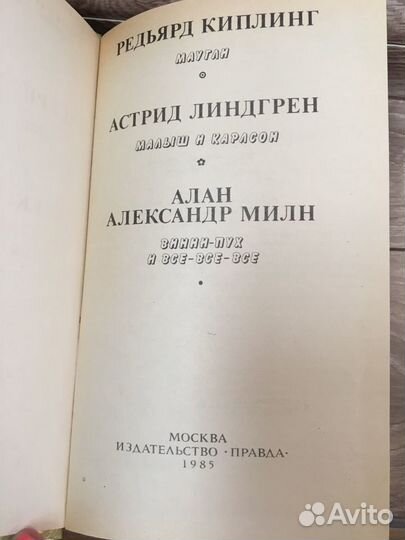 РЕДЬЯРД КИПЛИНГ
МАУГЛИ
АСТРИД ЛИНДГРЕН
МАЛЫШ И КАРЛСОН
АЛАН
АЛЕКСАНДР МИЛН
ВИННИ-ПУХ
И ВСЕ-ВСЕ-ВСЕ
МОСКВА
ИЗДАТЕЛЬСТВО «ПРАВДА»
1985
Avito